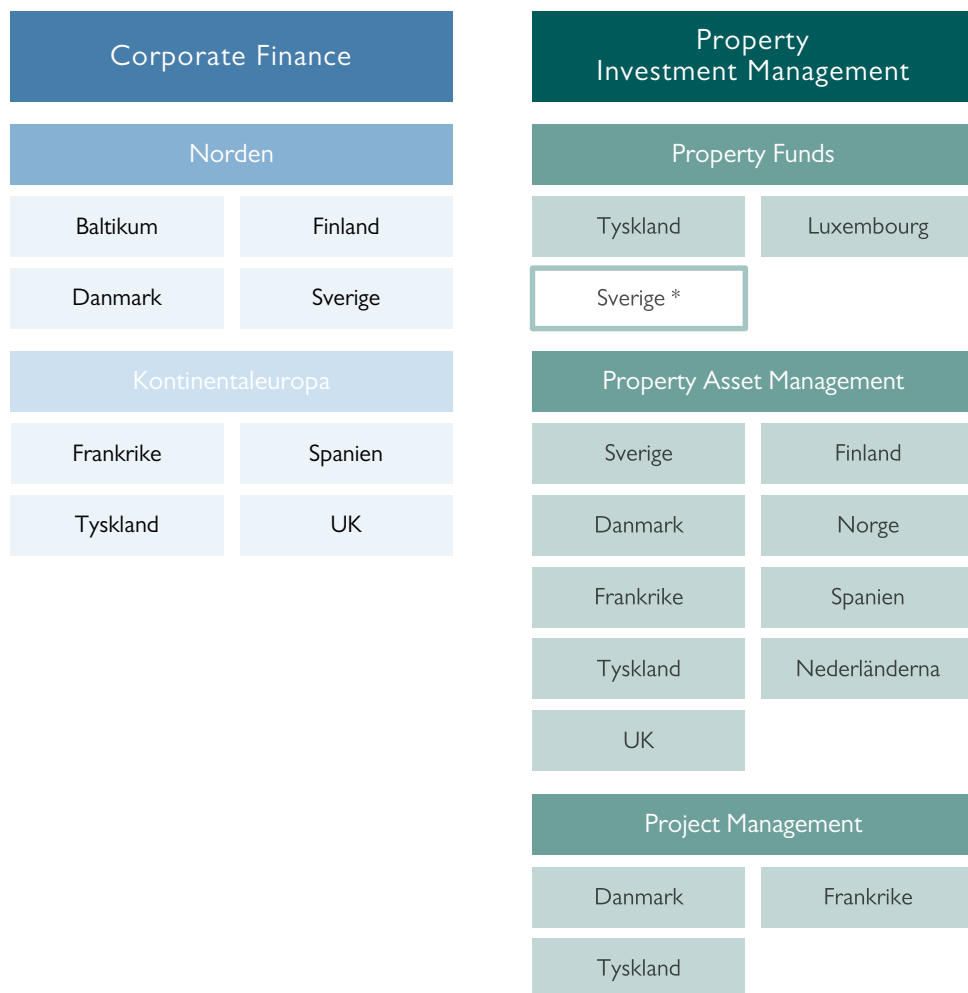 Corporate Finance
Norden
Baltikum
Finland
Danmark
Sverige
Kontinentaleuropa
Frankrike
Spanien
Tyskland
UK
Property
Investment Management
Property Funds
Tyskland
Luxembourg
Sverige *
Property Asset Management
Sverige
Finland
Danmark
Norge
Frankrike
Spanien
Tyskland
Nederländerna
UK
Project Management
Danmark
Frankrike
Tyskland